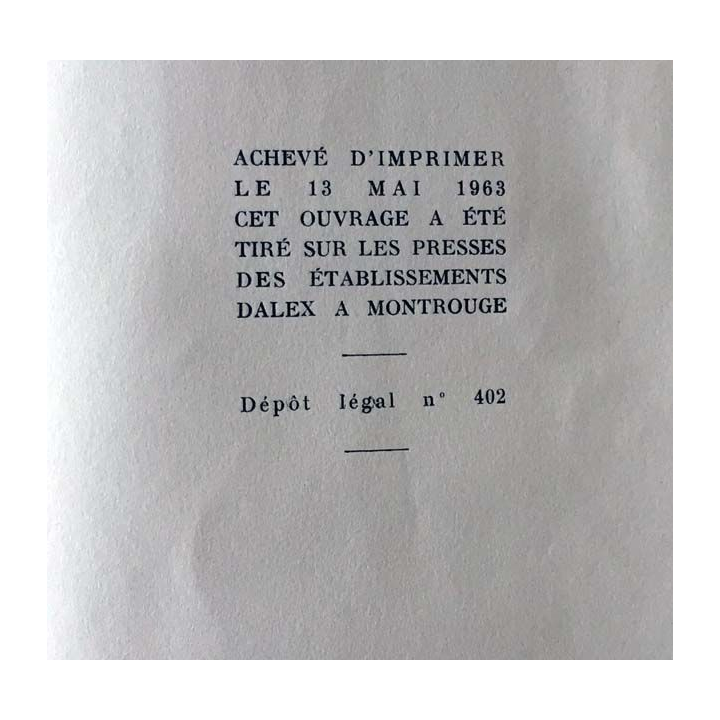 ACHEVÉ D'IMPRIMER
LE 13 MAI 1963
CET OUVRAGE A ÉTÉ
TIRÉ SUR LES PRESSES
DES ÉTABLISSEMENTS
DALEX A MONTROUGE
Dépôt légal n° 402